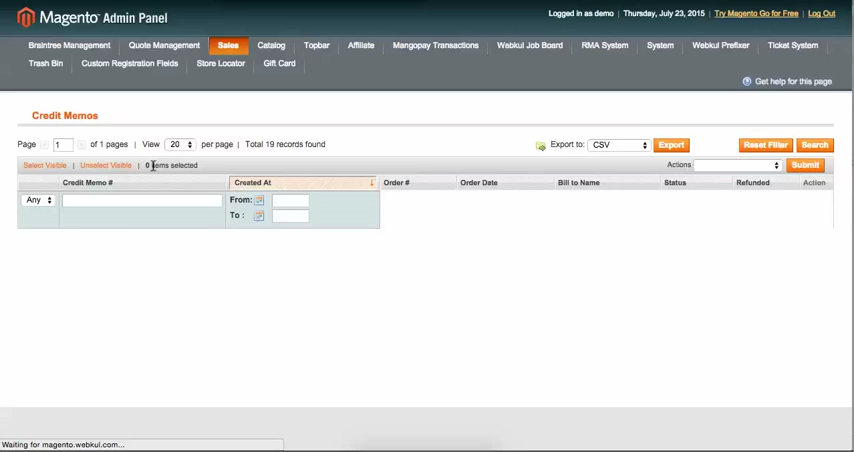 Magento Admin Panel
Logged in as demo | Thursday, July 23, 2015 | Try Magento Go for Free | Log Out
Braintree Management Quote Management Sales Catalog Topbar Affiliate Mangopay Transactions Webkul Job Board RMA System System Webkul Prefixer Ticket System
Trash Bin Custom Registration Fields Store Locator Gift Card
Get help for this page
Credit Memos
Page 1 of 1 pages | View 20 per page | Total 19 records found Export to: CSV Export Reset Filter Search
Select Visible | Unselect Visible | 0 items selected Actions Submit
Credit Memo # Created At Order # Order Date Bill to Name Status Refunded Action
Any From:
To :
Waiting for magento.webkul.com...